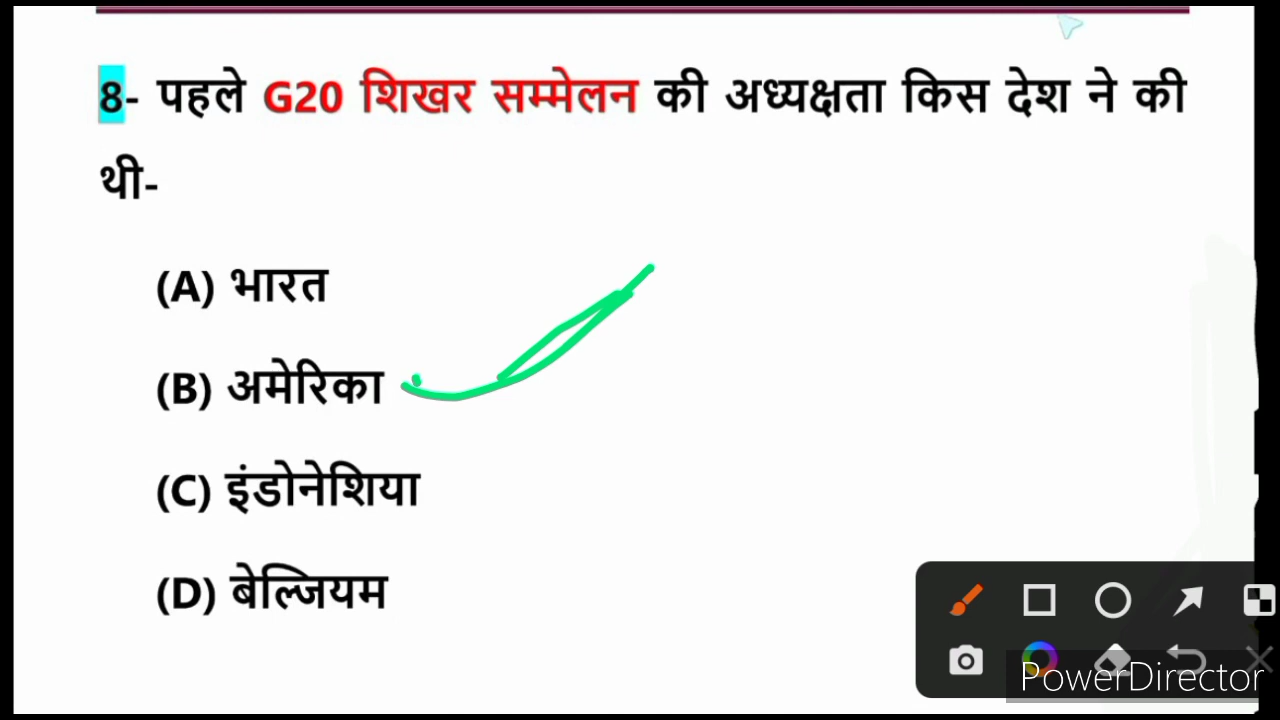 8- पहले G20 शिखर सम्मेलन की अध्यक्षता किस देश ने की
थी-
(A) भारत
(B) अमेरिका
(C) इंडोनेशिया
(D) बेल्जियम
PowerDirector